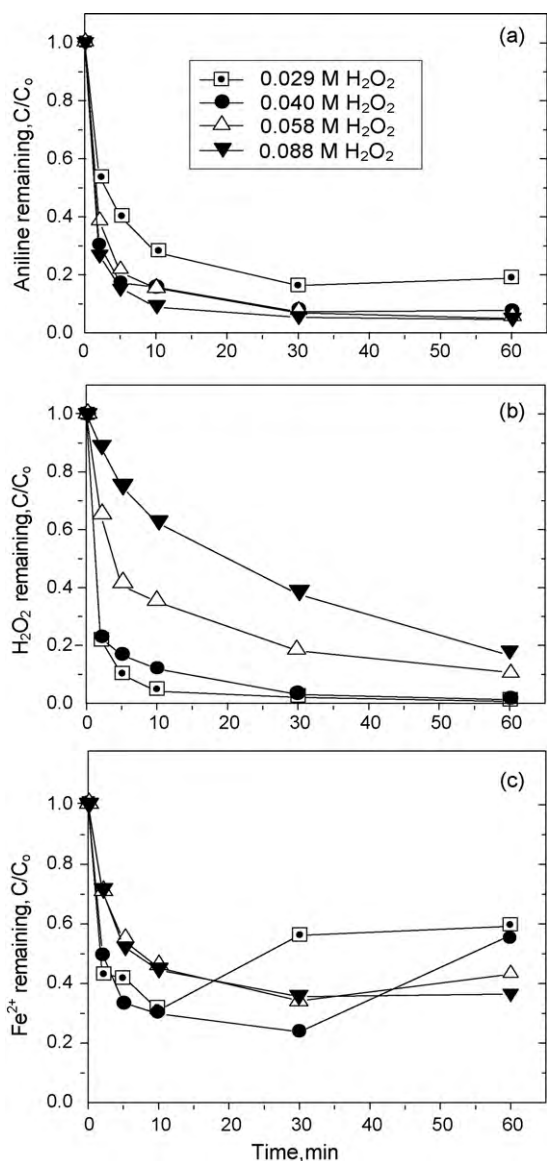 (a)
1.0
0.8
0.6
0.4
0.2
0.0
Aniline remaining,C/Cₒ
0.029 M H₂O₂
0.040 M H₂O₂
0.058 M H₂O₂
0.088 M H₂O₂
0 10 20 30 40 50 60
(b)
1.0
0.8
0.6
0.4
0.2
0.0
H₂O₂ remaining,C/Cₒ
0 10 20 30 40 50 60
(c)
1.0
0.8
0.6
0.4
0.2
0.0
Fe²⁺ remaining, C/Cₒ
0 10 20 30 40 50 60
Time,min